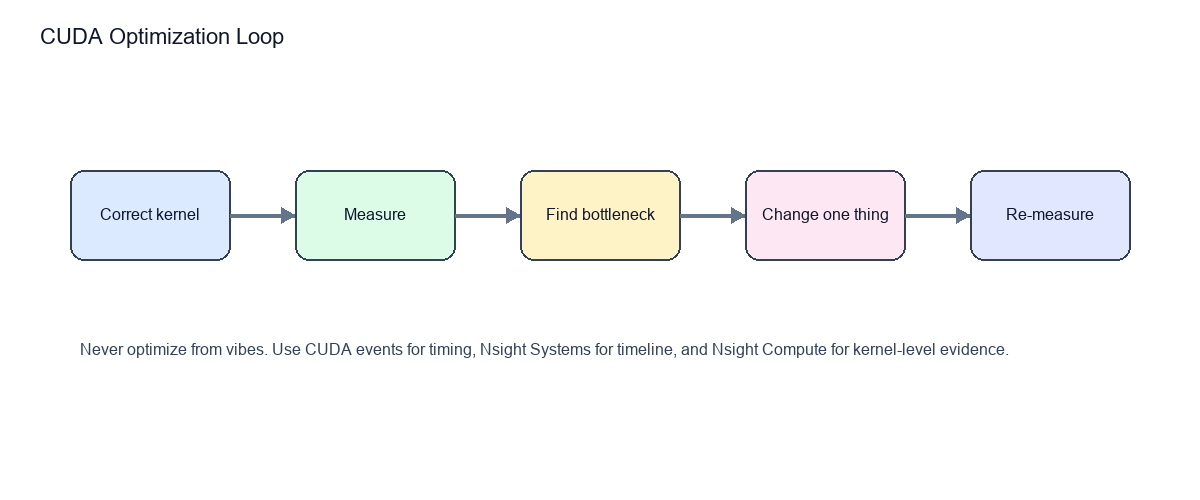 CUDA Optimization Loop
Correct kernel
Measure
Find bottleneck
Change one thing
Re-measure
Never optimize from vibes. Use CUDA events for timing, Nsight Systems for timeline, and Nsight Compute for kernel-level evidence.